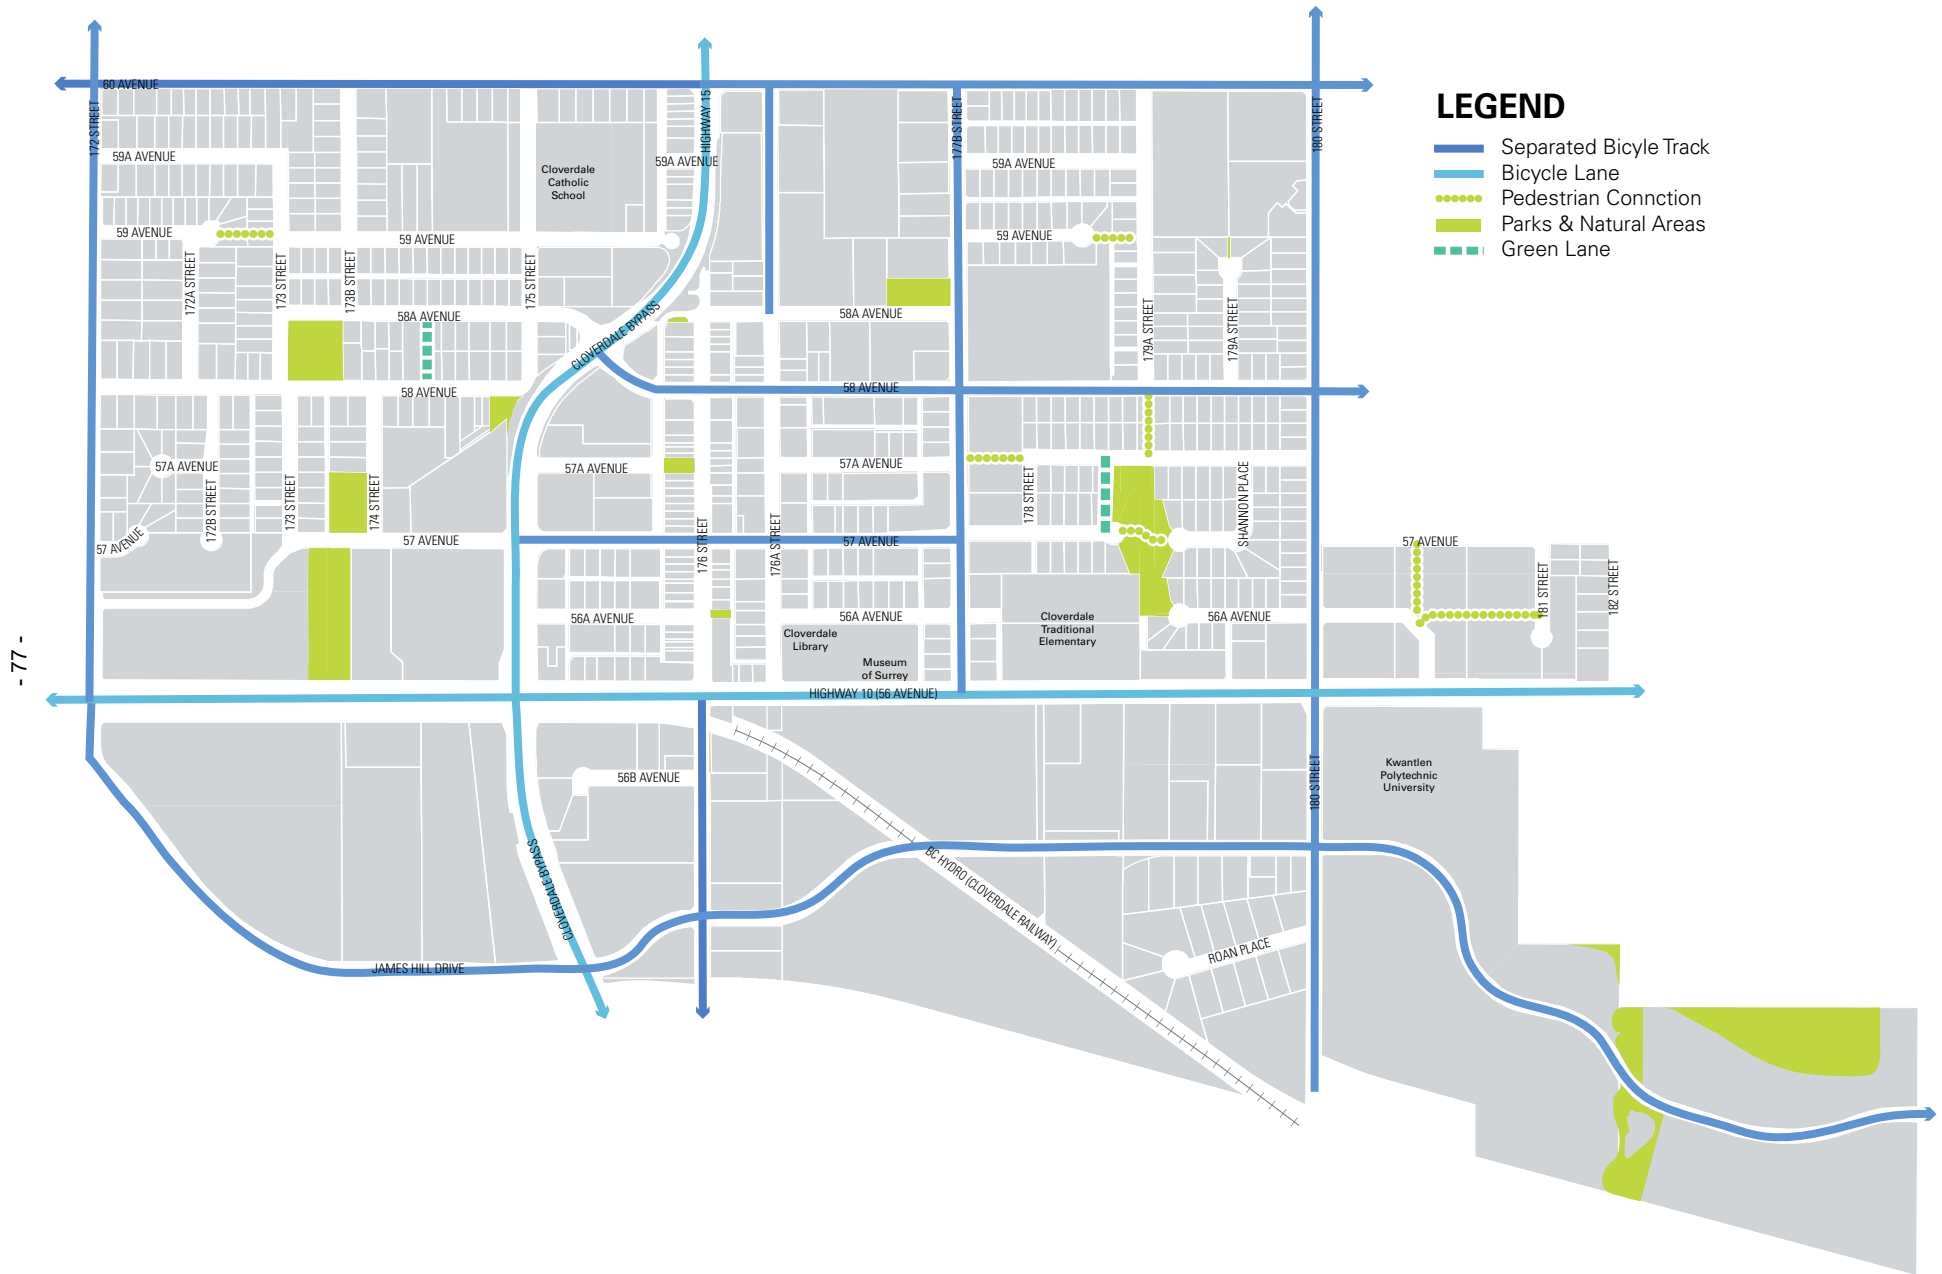 60 AVENUE
172 STREET
HIGHWAY 15
177B STREET
180 STREET
LEGEND
Separated Bicyle Track
Bicycle Lane
Pedestrian Connction
Parks & Natural Areas
Green Lane
59A AVENUE
59A AVENUE
59A AVENUE
Cloverdale
Catholic
School
59 AVENUE
59 AVENUE
59 AVENUE
172A STREET
173 STREET
173B STREET
175 STREET
179A STREET
179A STREET
58A AVENUE
58A AVENUE
CLOVERDALE BYPASS
58 AVENUE
58 AVENUE
57A AVENUE
57A AVENUE
57A AVENUE
172B STREET
173 STREET
174 STREET
176 STREET
176A STREET
178 STREET
SHANNON PLACE
57 AVENUE
57 AVENUE
57 AVENUE
57 AVENUE
181 STREET
182 STREET
56A AVENUE
56A AVENUE
56A AVENUE
Cloverdale
Library
Museum
of Surrey
Cloverdale
Traditional
Elementary
- 77 -
HIGHWAY 10 (56 AVENUE)
56B AVENUE
180 STREET
Kwantlen
Polytechnic
University
CLOVERDALE BYPASS
BC HYDRO (CLOVERDALE RAILWAY)
ROAN PLACE
JAMES HILL DRIVE